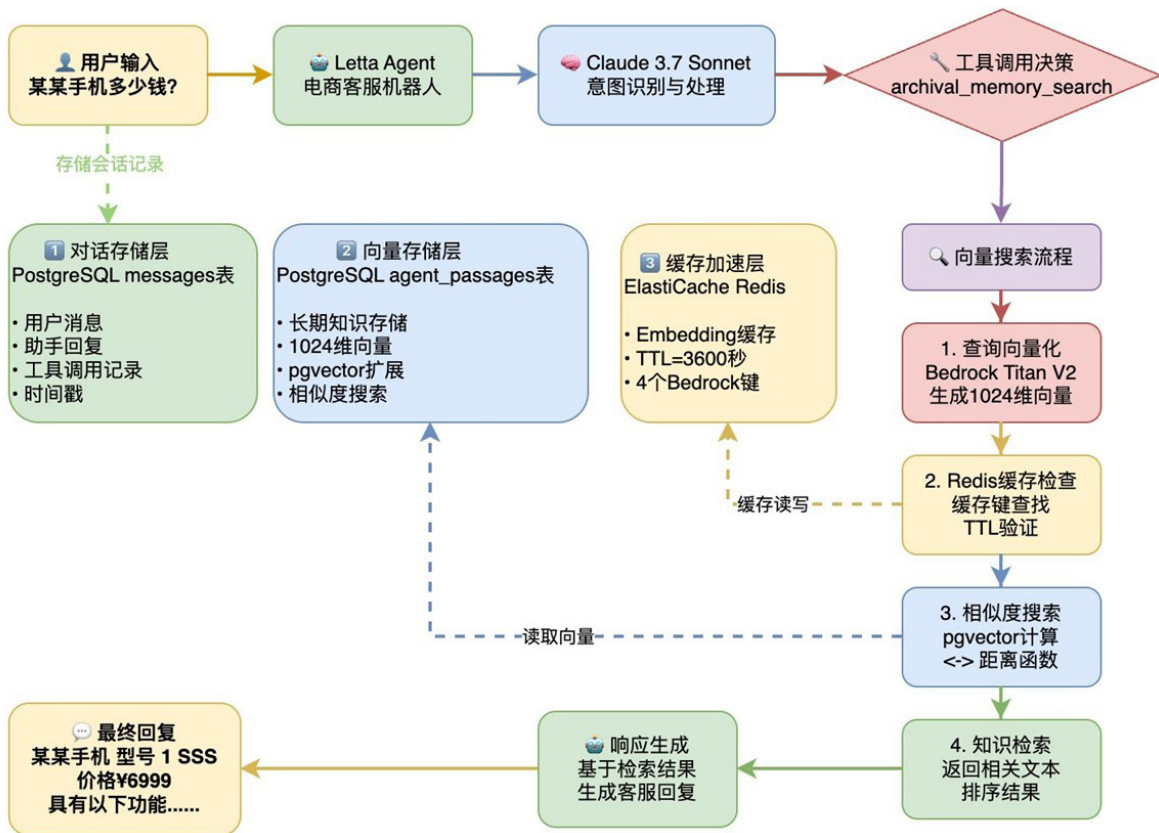 👤 用户输入
某某手机多少钱?
🤖 Letta Agent
电商客服机器人
🧠 Claude 3.7 Sonnet
意图识别与处理
🔧 工具调用决策
archival_memory_search
存储会话记录
1️⃣ 对话存储层
PostgreSQL messages表
• 用户消息
• 助手回复
• 工具调用记录
• 时间戳
2️⃣ 向量存储层
PostgreSQL agent_passages表
• 长期知识存储
• 1024维向量
• pgvector扩展
• 相似度搜索
3️⃣ 缓存加速层
ElastiCache Redis
• Embedding缓存
• TTL=3600秒
• 4个Bedrock键
🔍 向量搜索流程
1. 查询向量化
Bedrock Titan V2
生成1024维向量
2. Redis缓存检查
缓存键查找
TTL验证
缓存读写
3. 相似度搜索
pgvector计算
<-> 距离函数
读取向量
4. 知识检索
返回相关文本
排序结果
🤖 响应生成
基于检索结果
生成客服回复
💬 最终回复
某某手机 型号 1 SSS
价格¥6999
具有以下功能......